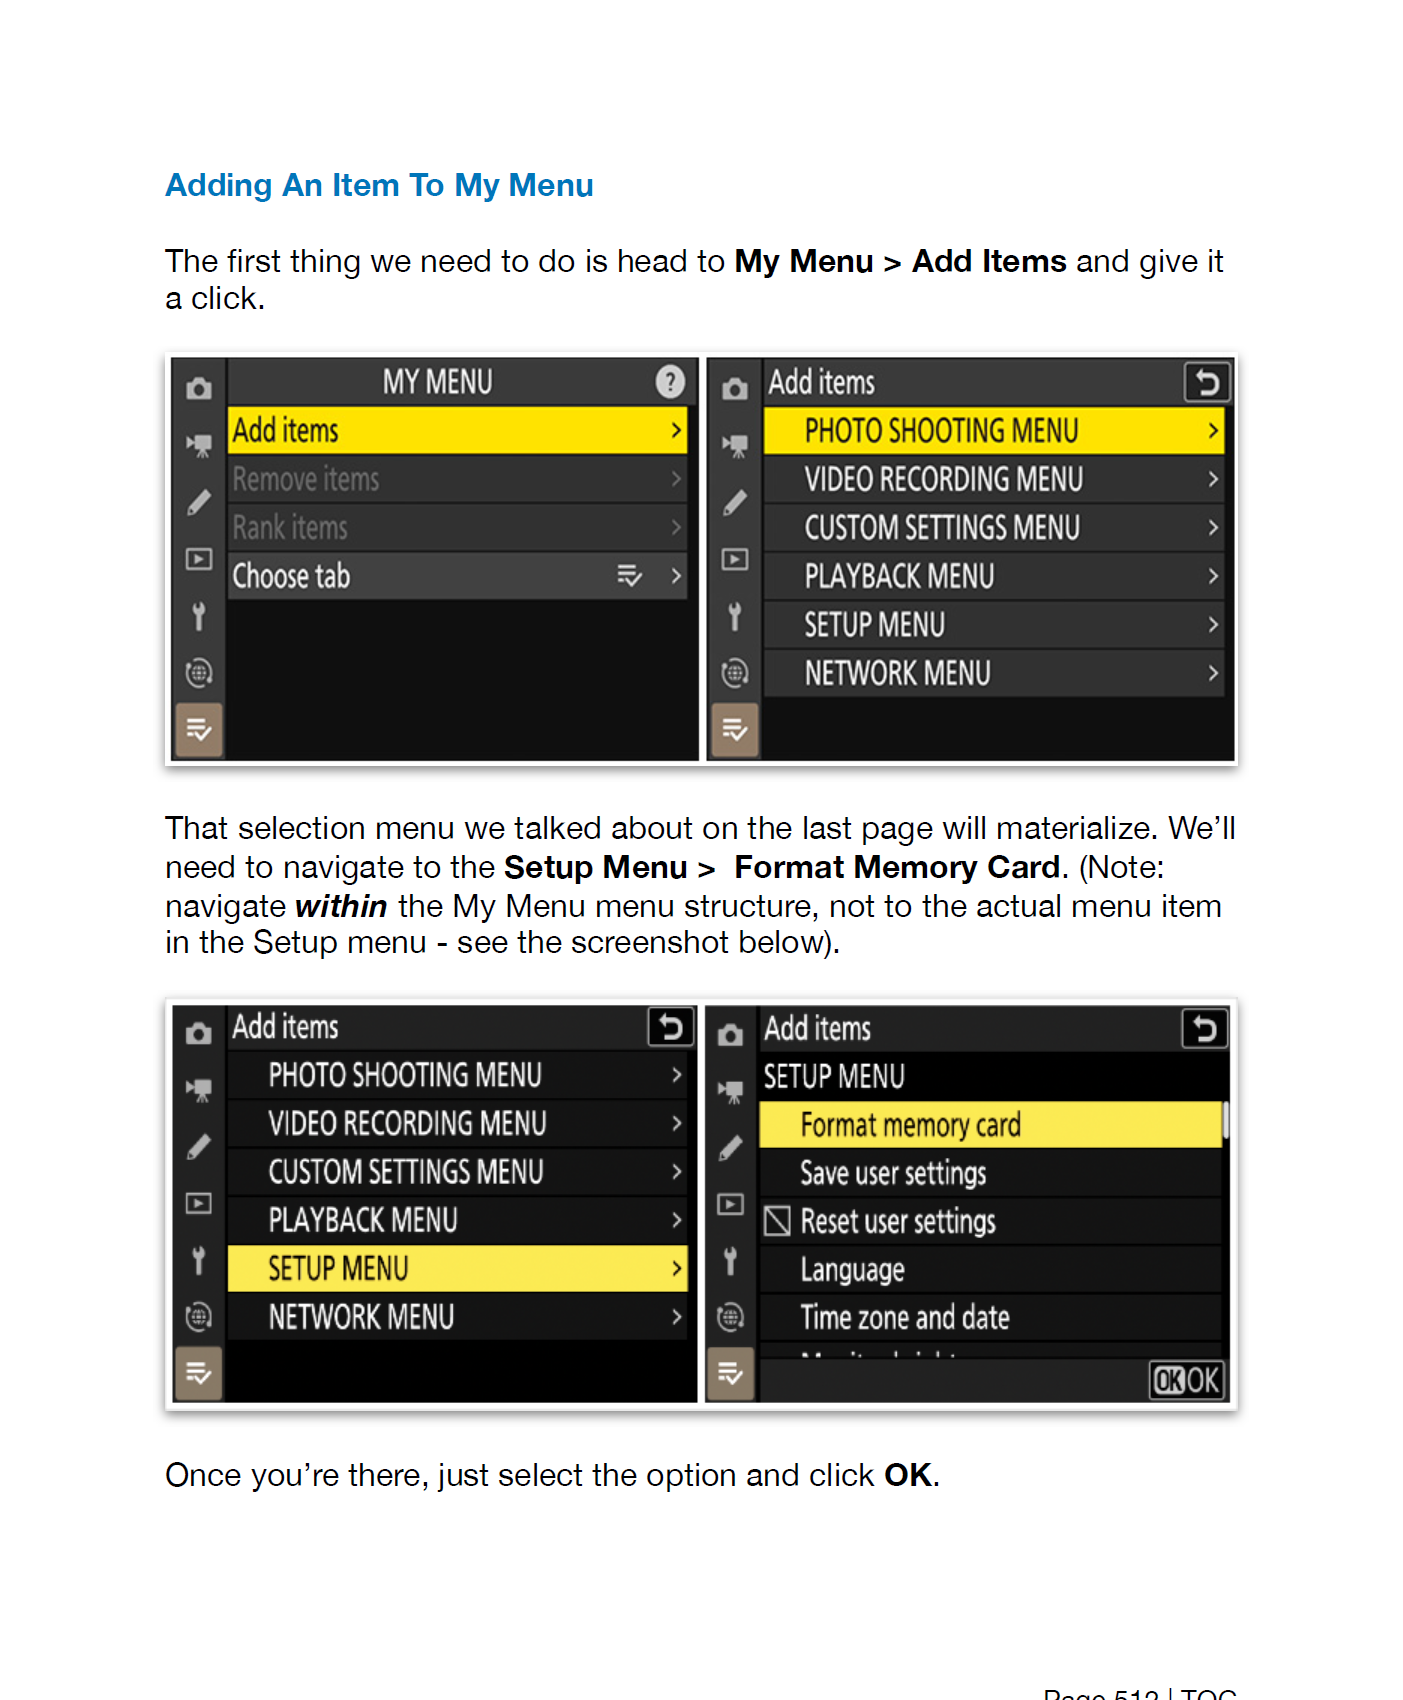 Adding An Item To My Menu
The first thing we need to do is head to My Menu > Add Items and give it
a click.
MY MENU ?
Add items
Remove items
Rank items
Choose tab
Add items
PHOTO SHOOTING MENU
VIDEO RECORDING MENU
CUSTOM SETTINGS MENU
PLAYBACK MENU
SETUP MENU
NETWORK MENU
That selection menu we talked about on the last page will materialize. We’ll
need to navigate to the Setup Menu > Format Memory Card. (Note:
navigate within the My Menu menu structure, not to the actual menu item
in the Setup menu - see the screenshot below).
Add items
PHOTO SHOOTING MENU
VIDEO RECORDING MENU
CUSTOM SETTINGS MENU
PLAYBACK MENU
SETUP MENU
NETWORK MENU
Add items
SETUP MENU
Format memory card
Save user settings
Reset user settings
Language
Time zone and date
OK OK
Once you’re there, just select the option and click OK.
Page 512 | TOC